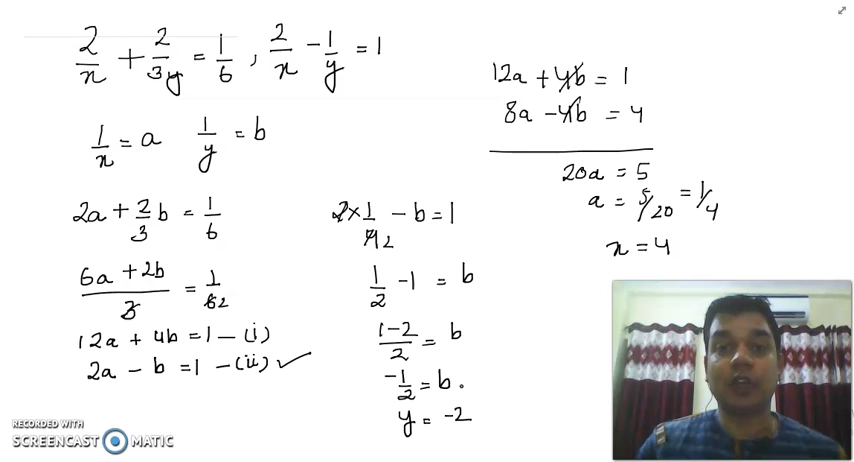 2/x + 2/3y = 1/6, 2/x - 1/y = 1
1/x = a 1/y = b
2a + 2/3 b = 1/6
6a + 2b / 3 = 1/6 2
12a + 4b = 1 - (i)
2a - b = 1 - (ii) ✓
2 × 1/4 2 - b = 1
1/2 - 1 = b
1-2/2 = b
-1/2 = b.
y = -2
12a + 4b = 1
8a - 4b = 4
20a = 5
a = 5/20 = 1/4
x = 4
RECORDED WITH
SCREENCAST MATIC